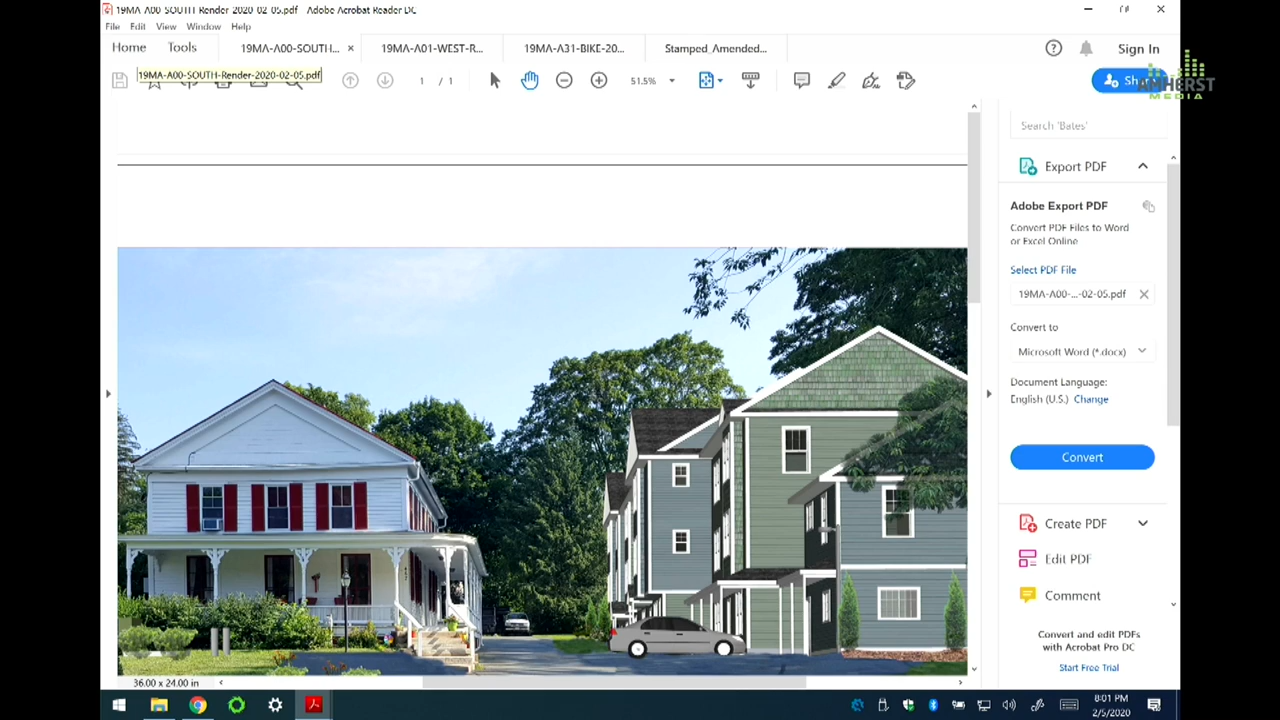 19MA-A00-SOUTH-Render-2020-02-05.pdf - Adobe Acrobat Reader DC
File Edit View Window Help
Home Tools 19MA-A00-SOUTH... × 19MA-A01-WEST-R... 19MA-A31-BIKE-20... Stamped_Amended... Sign In
19MA-A00-SOUTH-Render-2020-02-05.pdf
1 / 1 51.5%
AMHERST
MEDIA
Search 'Bates'
Export PDF
Adobe Export PDF
Convert PDF Files to Word
or Excel Online
Select PDF File
19MA-A00-...-02-05.pdf
Convert to
Microsoft Word (*.docx)
Document Language:
English (U.S.) Change
Convert
Create PDF
Edit PDF
Comment
Convert and edit PDFs
with Acrobat Pro DC
Start Free Trial
36.00 x 24.00 in
8:01 PM
2/5/2020